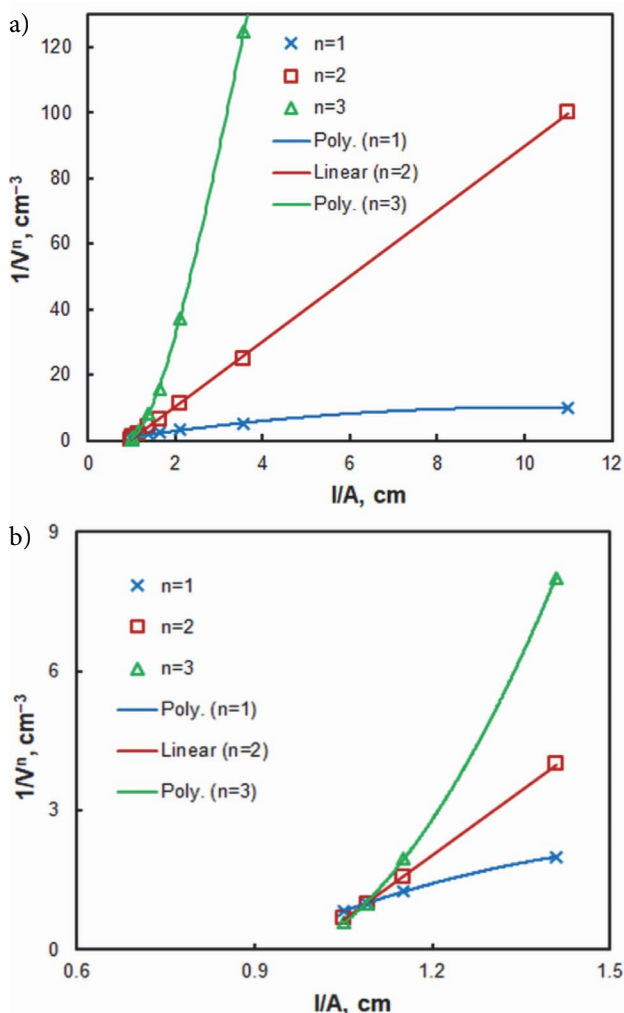 a)
120
100
80
60
40
20
0
1/Vⁿ, cm⁻³
n=1
n=2
n=3
Poly. (n=1)
Linear (n=2)
Poly. (n=3)
0 2 4 6 8 10 12
I/A, cm
b)
9
6
3
0
1/Vⁿ, cm⁻³
n=1
n=2
n=3
Poly. (n=1)
Linear (n=2)
Poly. (n=3)
0.6 0.9 1.2 1.5
I/A, cm